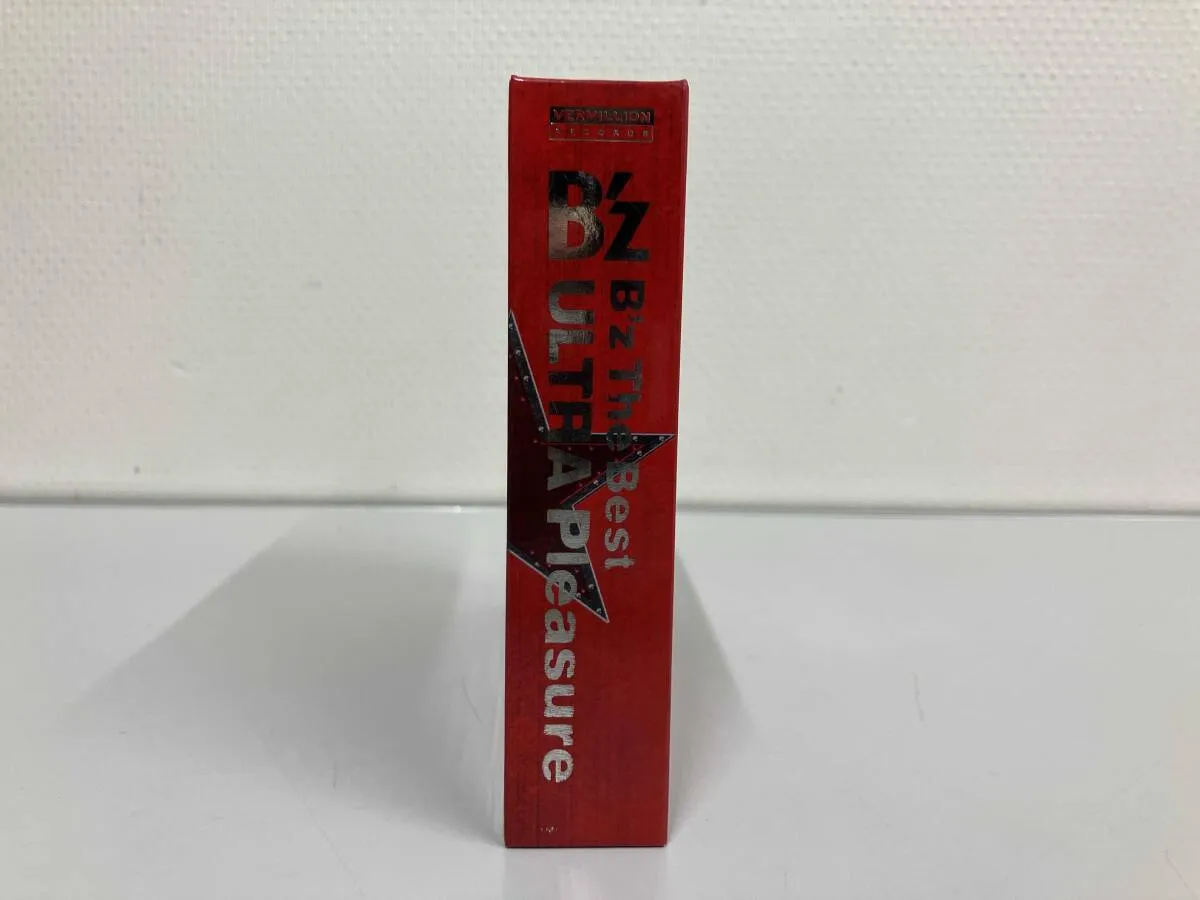 VERMILLION
RECORDS
B'z
B'z The Best
ULTRA Pleasure